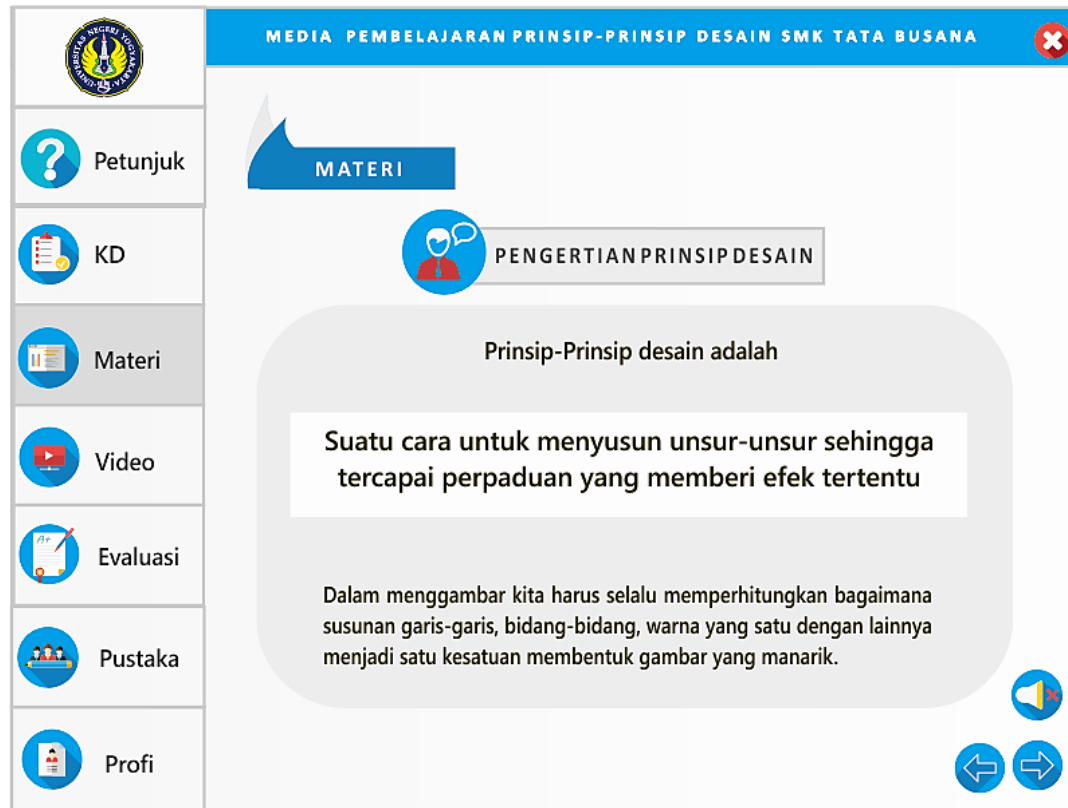 UNIVERSITAS NEGERI YOGYAKARTA
MEDIA PEMBELAJARAN PRINSIP-PRINSIP DESAIN SMK TATA BUSANA
Petunjuk
KD
Materi
Video
A+
Evaluasi
Pustaka
Profi
MATERI
PENGERTIAN PRINSIP DESAIN
Prinsip-Prinsip desain adalah
Suatu cara untuk menyusun unsur-unsur sehingga
tercapai perpaduan yang memberi efek tertentu
Dalam menggambar kita harus selalu memperhitungkan bagaimana
susunan garis-garis, bidang-bidang, warna yang satu dengan lainnya
menjadi satu kesatuan membentuk gambar yang manarik.